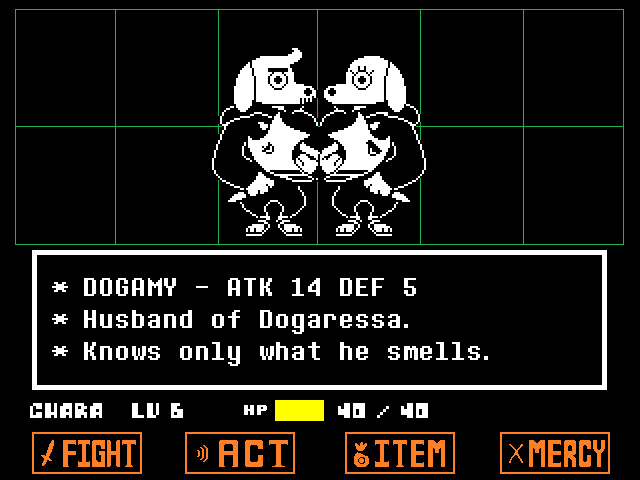 * DOGAMY - ATK 14 DEF 5
* Husband of Dogaressa.
* Knows only what he smells.
CHARA LV 6 HP 40 / 40
FIGHT ACT ITEM MERCY